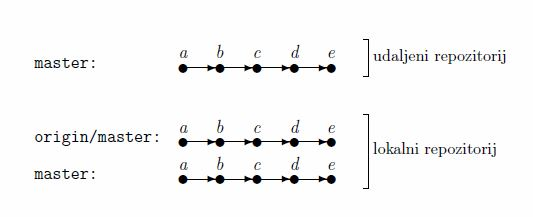 a b c d e
master: udaljeni repozitorij
a b c d e
origin/master:
lokalni repozitorij
a b c d e
master: